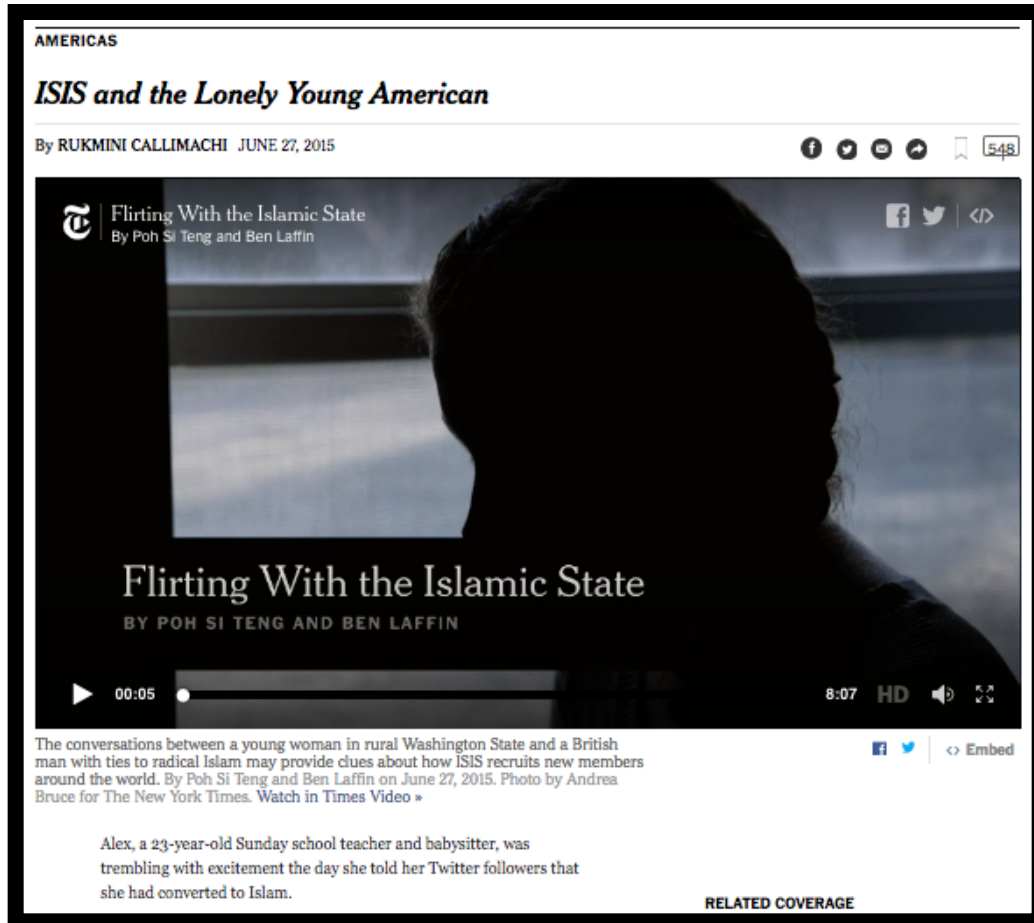 AMERICAS
ISIS and the Lonely Young American
By RUKMINI CALLIMACHI JUNE 27, 2015
548
Flirting With the Islamic State
By Poh Si Teng and Ben Laffin
Flirting With the Islamic State
BY POH SI TENG AND BEN LAFFIN
00:05
8:07 HD
The conversations between a young woman in rural Washington State and a British
man with ties to radical Islam may provide clues about how ISIS recruits new members
around the world. By Poh Si Teng and Ben Laffin on June 27, 2015. Photo by Andrea
Bruce for The New York Times. Watch in Times Video »
<> Embed
Alex, a 23-year-old Sunday school teacher and babysitter, was
trembling with excitement the day she told her Twitter followers that
she had converted to Islam.
RELATED COVERAGE